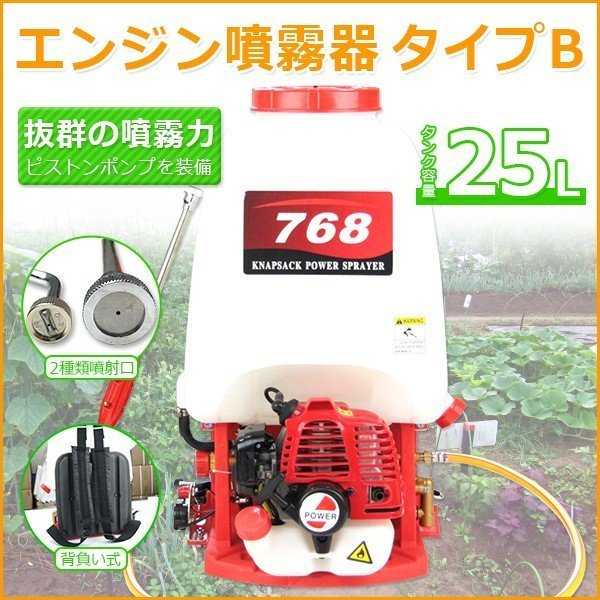 エンジン噴霧器 タイプB
抜群の噴霧力
ピストンポンプを装備
タンク容量
25L
768
KNAPSACK POWER SPRAYER
WARNING
2種類噴射口
背負い式
POWER